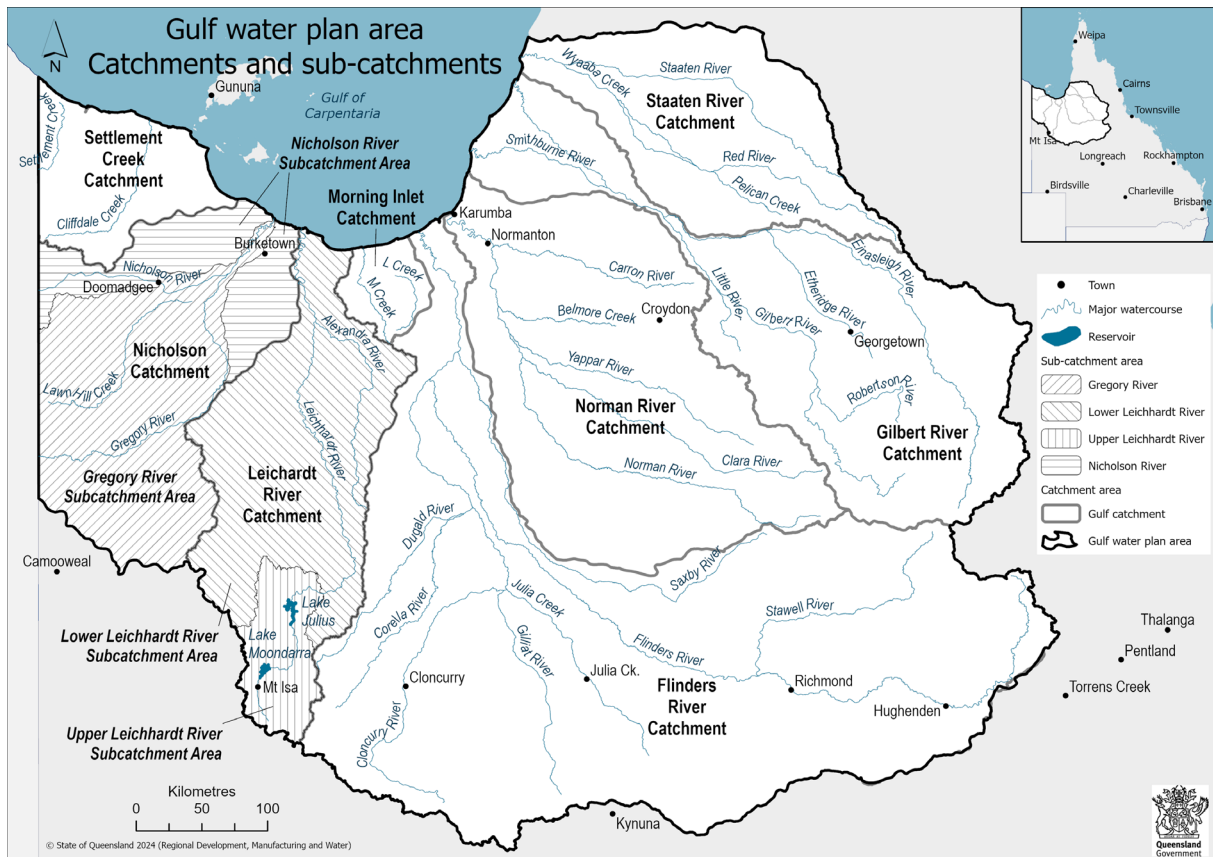 Gulf water plan area
Catchments and sub-catchments
N
Gununa
Gulf of
Carpentaria
Settlement Creek
Settlement Creek
Settlement
Creek
Catchment
Cliffdale Creek
Nicholson River
Subcatchment Area
Morning Inlet
Catchment
Burketown
Nicholson River
Doomadgee
L Creek
M Creek
Nicholson
Catchment
Lawn Hill Creek
Gregory River
Gregory River
Subcatchment Area
Alexandra River
Leichhardt River
Leichardt
River
Catchment
Camooweal
Lower Leichhardt River
Subcatchment Area
Lake
Julius
Lake
Moondarra
Mt Isa
Upper Leichhardt River
Subcatchment Area
Wyaaba Creek
Staaten River
Staaten River
Catchment
Smithburne River
Red River
Pelican Creek
Karumba
Normanton
Carron River
Belmore Creek
Croydon
Yappar River
Norman River
Catchment
Norman River
Clara River
Little River
Gilbert River
Etheridge River
Einasleigh River
Georgetown
Robertson River
Gilbert River
Catchment
Dugald River
Corella River
Cloncurry
Cloncurry River
Julia Creek
Gilliat River
Julia Ck.
Saxby River
Stawell River
Flinders River
Flinders
River
Catchment
Richmond
Hughenden
Kynuna
Thalanga
Pentland
Torrens Creek
Weipa
Cairns
Townsville
Mt Isa
Longreach
Rockhampton
Birdsville
Charleville
Brisbane
Town
Major watercourse
Reservoir
Sub-catchment area
Gregory River
Lower Leichhardt River
Upper Leichhardt River
Nicholson River
Catchment area
Gulf catchment
Gulf water plan area
Kilometres
0 50 100
© State of Queensland 2024 (Regional Development, Manufacturing and Water)
Queensland
Government